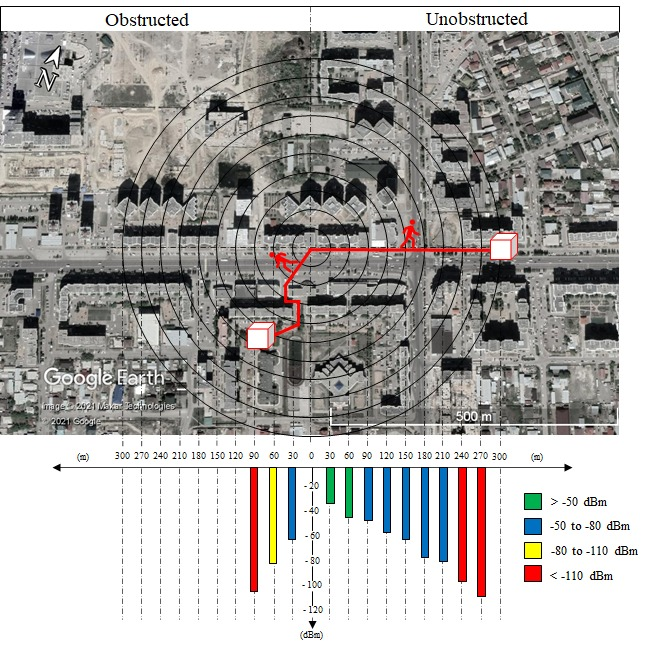 Obstructed Unobstructed
N
Google Earth
Image © 2021 Maxar Technologies
© 2021 Google
500 m
(m) 300 270 240 210 180 150 120 90 60 30 0 30 60 90 120 150 180 210 240 270 300 (m)
- 20
- 40
- 60
- 80
- 100
- 120
(dBm)
> -50 dBm
-50 to -80 dBm
-80 to -110 dBm
< -110 dBm